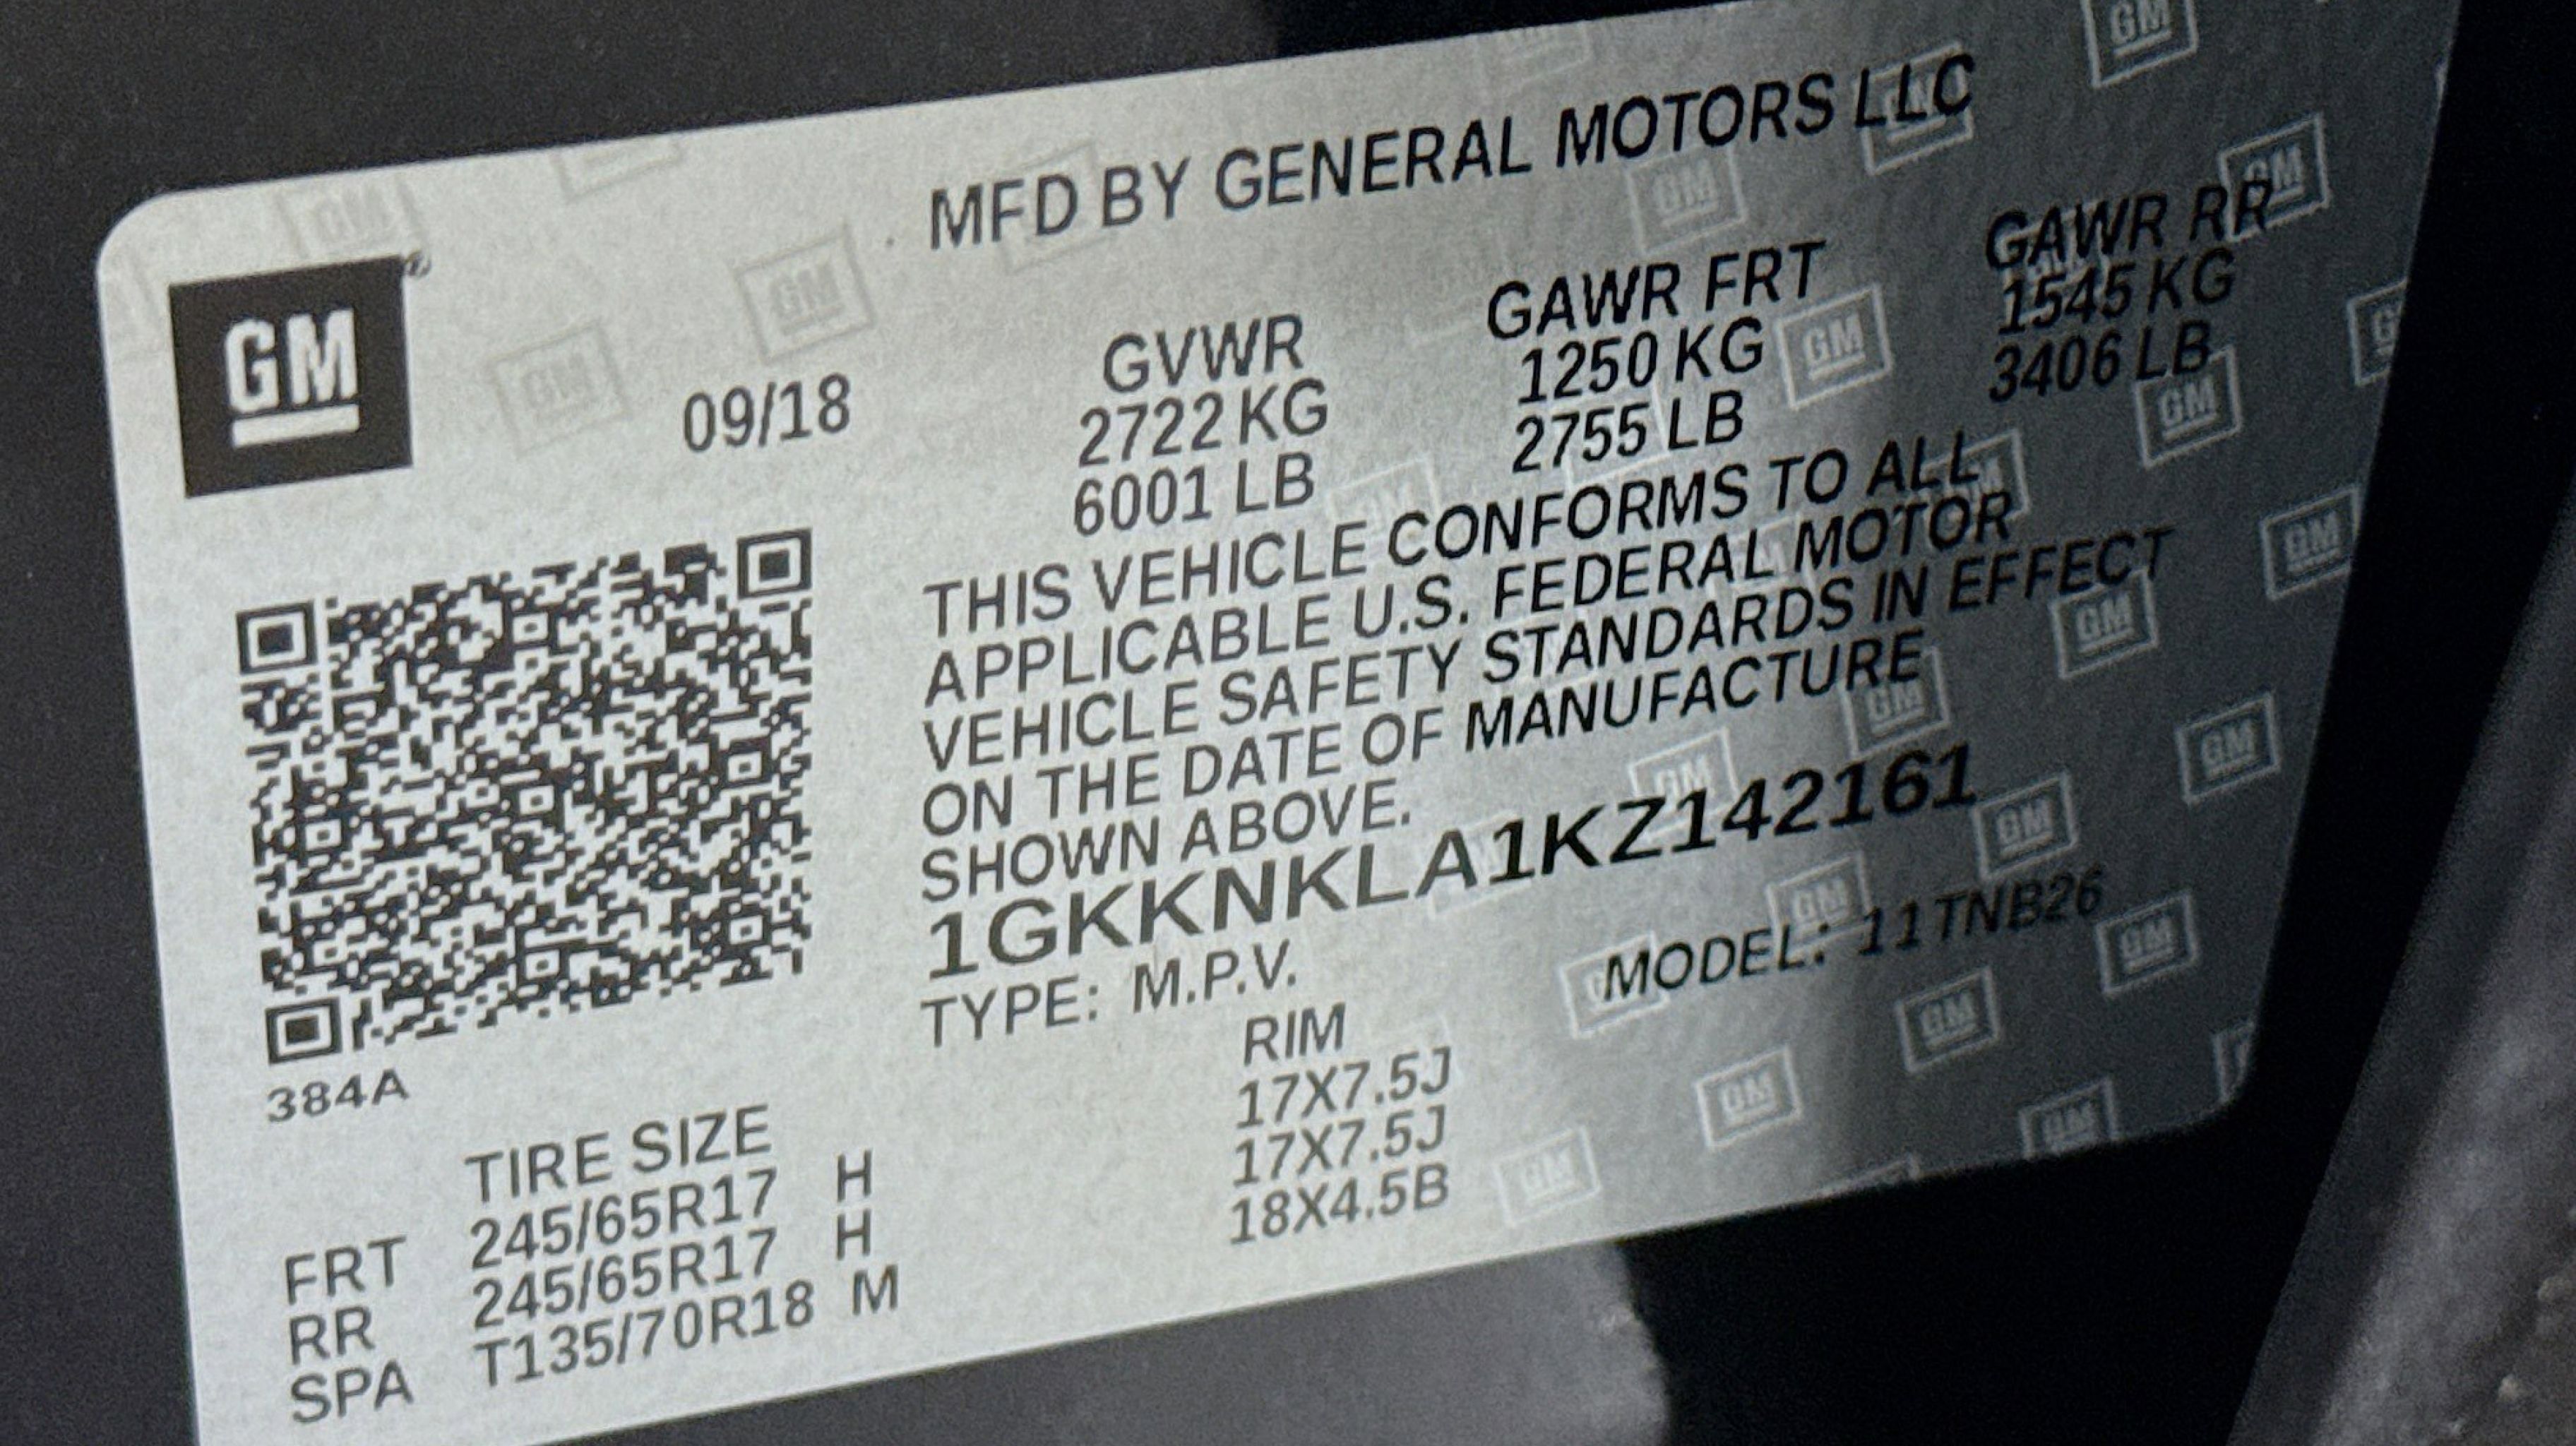 MFD BY GENERAL MOTORS LLC
GM
09/18
GVWR GAWR FRT GAWR RR
2722 KG 1250 KG 1545 KG
6001 LB 2755 LB 3406 LB
THIS VEHICLE CONFORMS TO ALL
APPLICABLE U.S. FEDERAL MOTOR
VEHICLE SAFETY STANDARDS IN EFFECT
ON THE DATE OF MANUFACTURE
SHOWN ABOVE.
1GKKNKLA1KZ142161
TYPE: M.P.V. MODEL: 11TNB26
384A
TIRE SIZE RIM
FRT 245/65R17 H 17X7.5J
RR 245/65R17 H 17X7.5J
SPA T135/70R18 M 18X4.5B